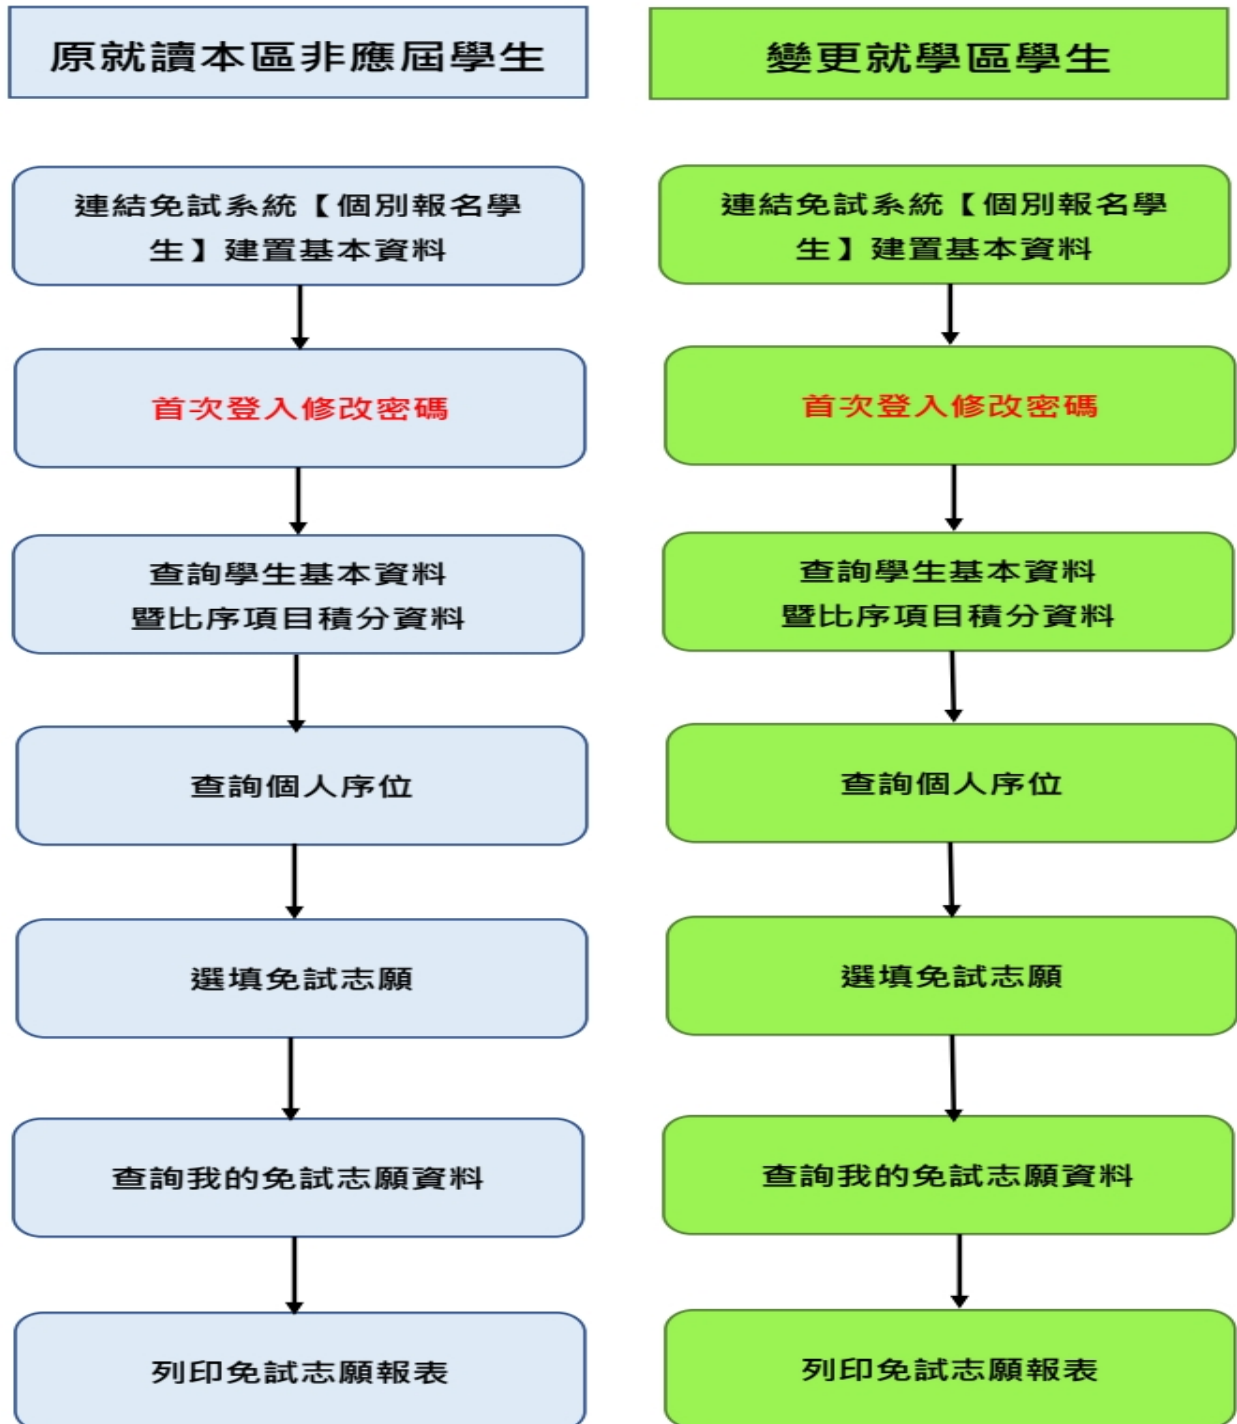 原就讀本區非應屆學生
連結免試系統【個別報名學
生】建置基本資料
首次登入修改密碼
查詢學生基本資料
暨比序項目積分資料
查詢個人序位
選填免試志願
查詢我的免試志願資料
列印免試志願報表
變更就學區學生
連結免試系統【個別報名學
生】建置基本資料
首次登入修改密碼
查詢學生基本資料
暨比序項目積分資料
查詢個人序位
選填免試志願
查詢我的免試志願資料
列印免試志願報表